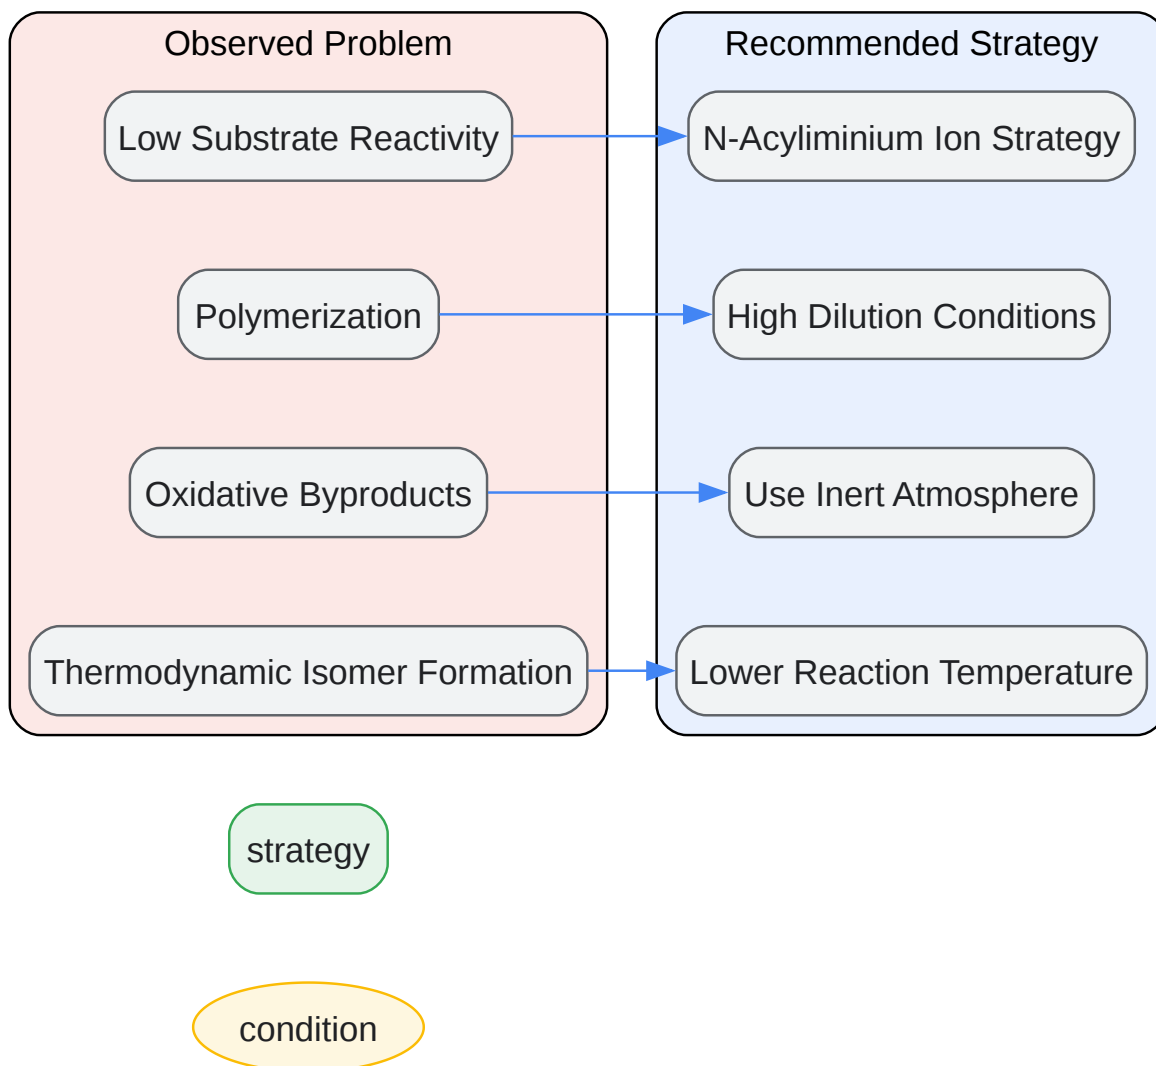 Observed Problem
Recommended Strategy
Low Substrate Reactivity
N-Acyliminium Ion Strategy
Polymerization
High Dilution Conditions
Oxidative Byproducts
Use Inert Atmosphere
Thermodynamic Isomer Formation
Lower Reaction Temperature
strategy
condition